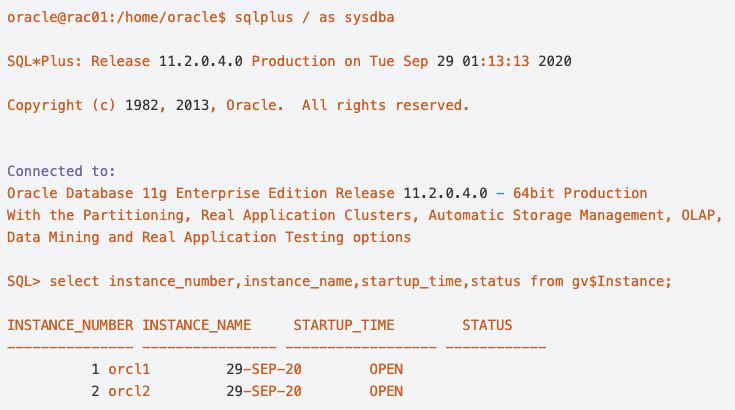 oracle@rac01:/home/oracle$ sqlplus / as sysdba
SQL*Plus: Release 11.2.0.4.0 Production on Tue Sep 29 01:13:13 2020
Copyright (c) 1982, 2013, Oracle.  All rights reserved.
Connected to:
Oracle Database 11g Enterprise Edition Release 11.2.0.4.0 - 64bit Production
With the Partitioning, Real Application Clusters, Automatic Storage Management, OLAP,
Data Mining and Real Application Testing options
SQL> select instance_number,instance_name,startup_time,status from gv$Instance;
INSTANCE_NUMBER INSTANCE_NAME     STARTUP_TIME        STATUS
--------------- ---------------- ------------------ ------------
          1 orcl1         29-SEP-20        OPEN
          2 orcl2         29-SEP-20        OPEN